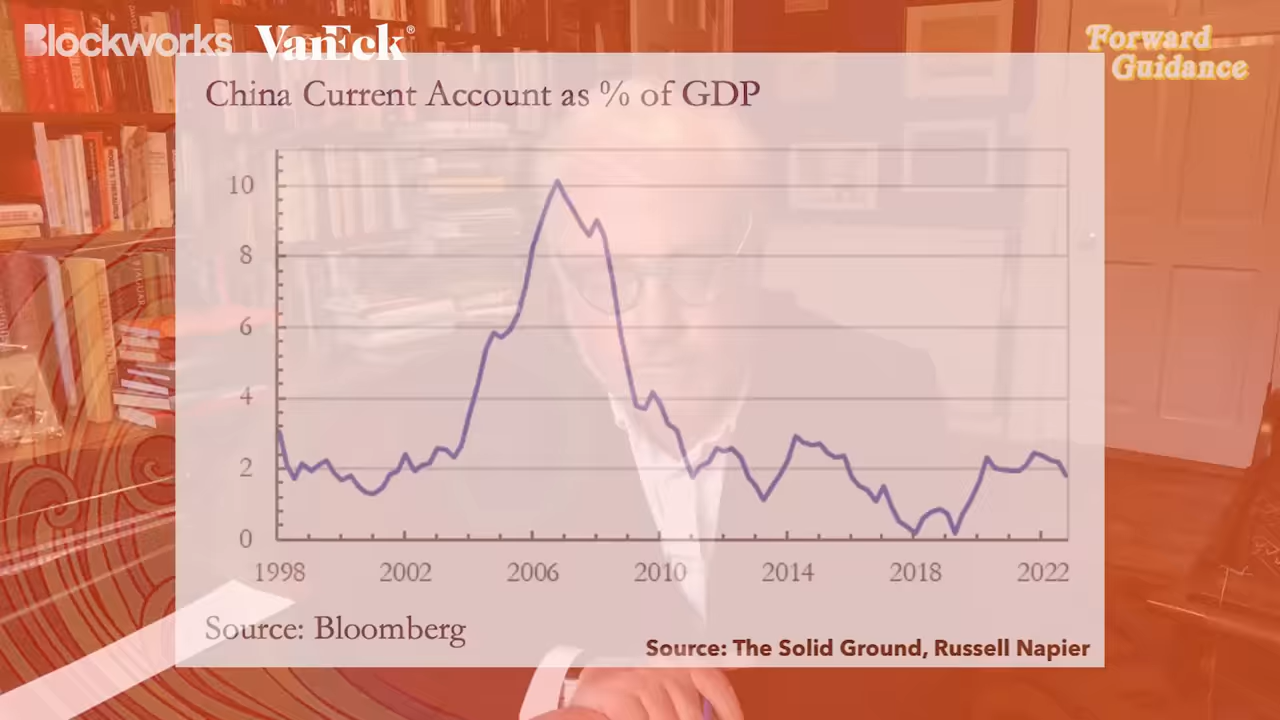 Blockworks
VanEck®
Forward
Guidance
China Current Account as % of GDP
10
8
6
4
2
0
1998
2002
2006
2010
2014
2018
2022
Source: Bloomberg
Source: The Solid Ground, Russell Napier